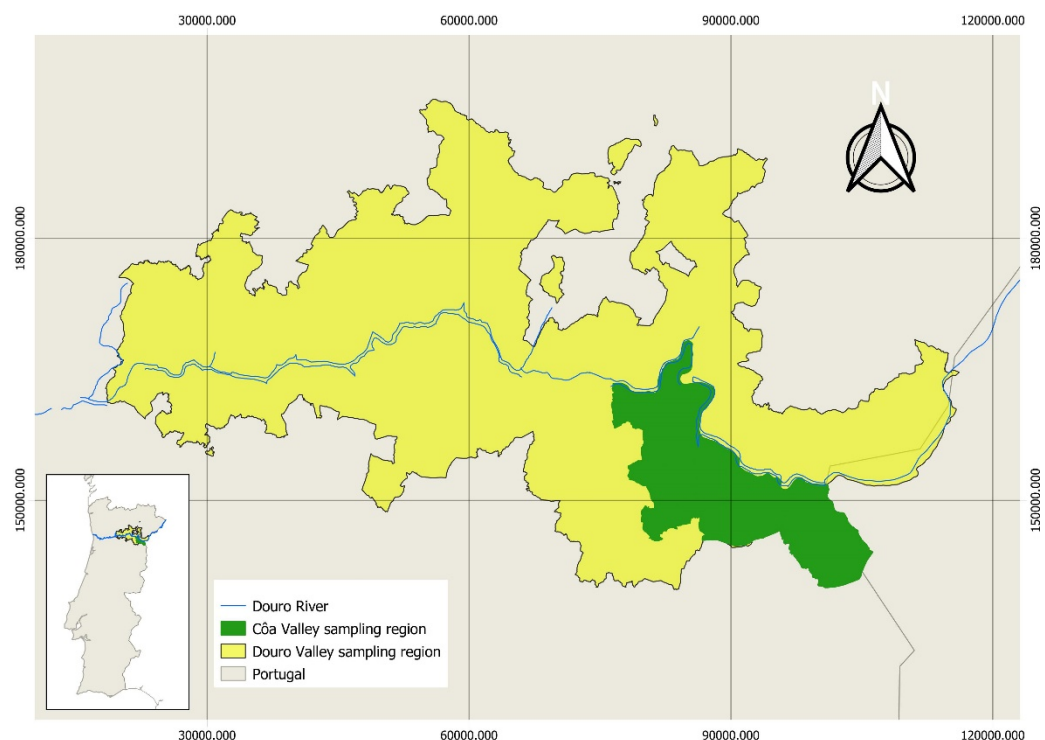 30000.000 60000.000 90000.000 120000.000
N
180000.000 180000.000
150000.000 150000.000
Douro River
Côa Valley sampling region
Douro Valley sampling region
Portugal
30000.000 60000.000 90000.000 120000.000